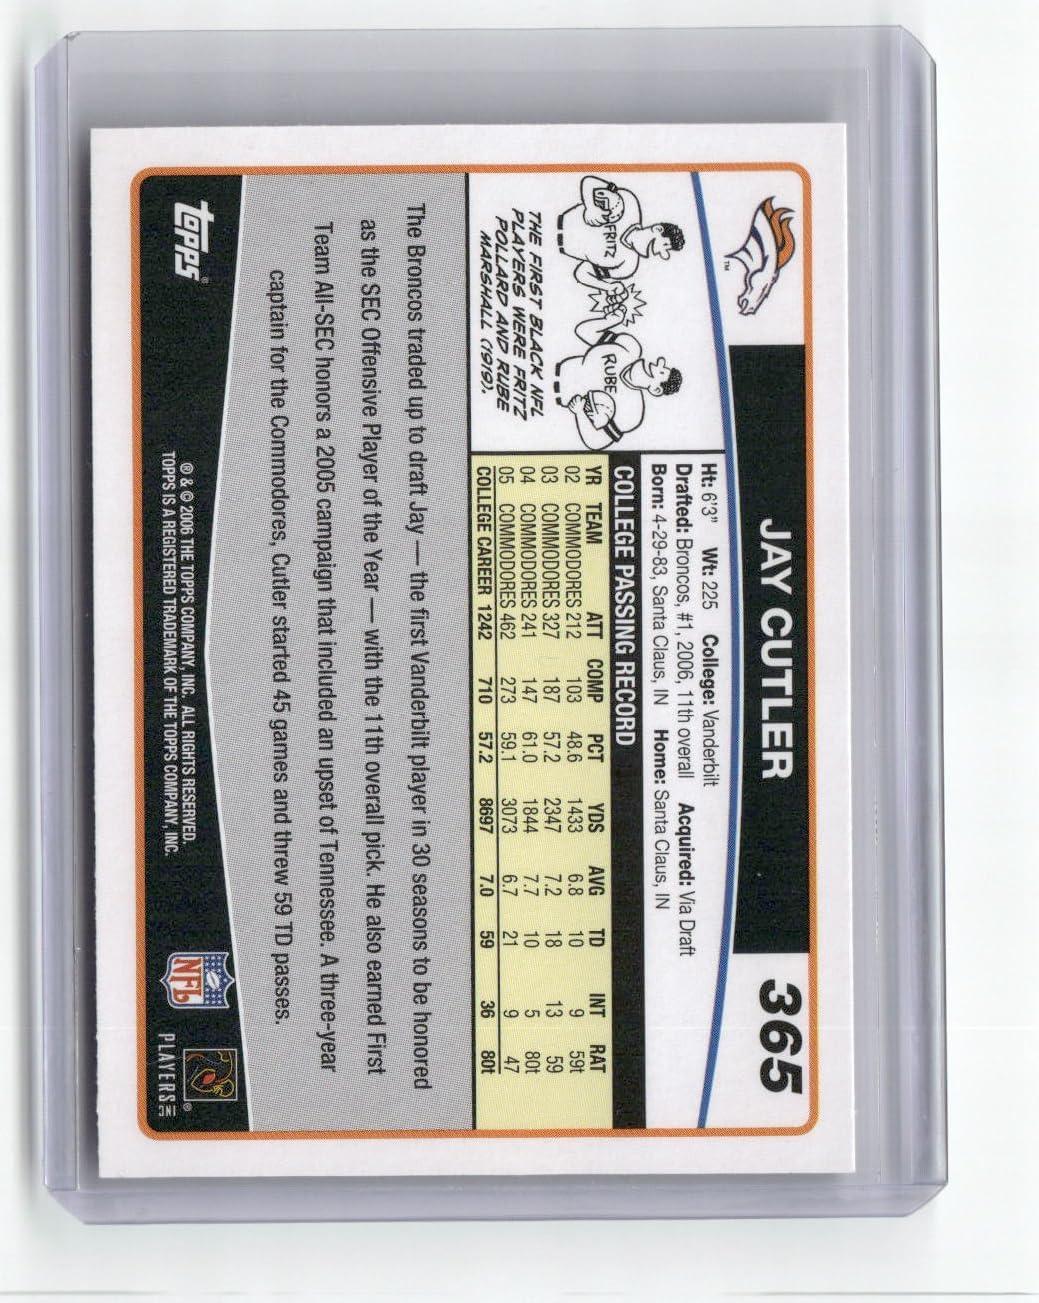 JAY CUTLER
365
TM
Ht: 6'3" Wt: 225 College: Vanderbilt
Drafted: Broncos, #1, 2006, 11th overall Acquired: Via Draft
Born: 4-29-83, Santa Claus, IN Home: Santa Claus, IN
FRITZ
RUBE
THE FIRST BLACK NFL
PLAYERS WERE FRITZ
POLLARD AND RUBE
MARSHALL (1919).
COLLEGE PASSING RECORD
YR TEAM ATT COMP PCT YDS AVG TD INT RAT
02 COMMODORES 212 103 48.6 1433 6.8 10 9 59t
03 COMMODORES 327 187 57.2 2347 7.2 18 13 59
04 COMMODORES 241 147 61.0 1844 7.7 10 5 80t
05 COMMODORES 462 273 59.1 3073 6.7 21 9 47
COLLEGE CAREER 1242 710 57.2 8697 7.0 59 36 80t
The Broncos traded up to draft Jay — the first Vanderbilt player in 30 seasons to be honored
as the SEC Offensive Player of the Year — with the 11th overall pick. He also earned First
Team All-SEC honors a 2005 campaign that included an upset of Tennessee. A three-year
captain for the Commodores, Cutler started 45 games and threw 59 TD passes.
topps®
® & © 2006 THE TOPPS COMPANY, INC. ALL RIGHTS RESERVED.
TOPPS IS A REGISTERED TRADEMARK OF THE TOPPS COMPANY, INC.
NFL
PLAYERS INC
®